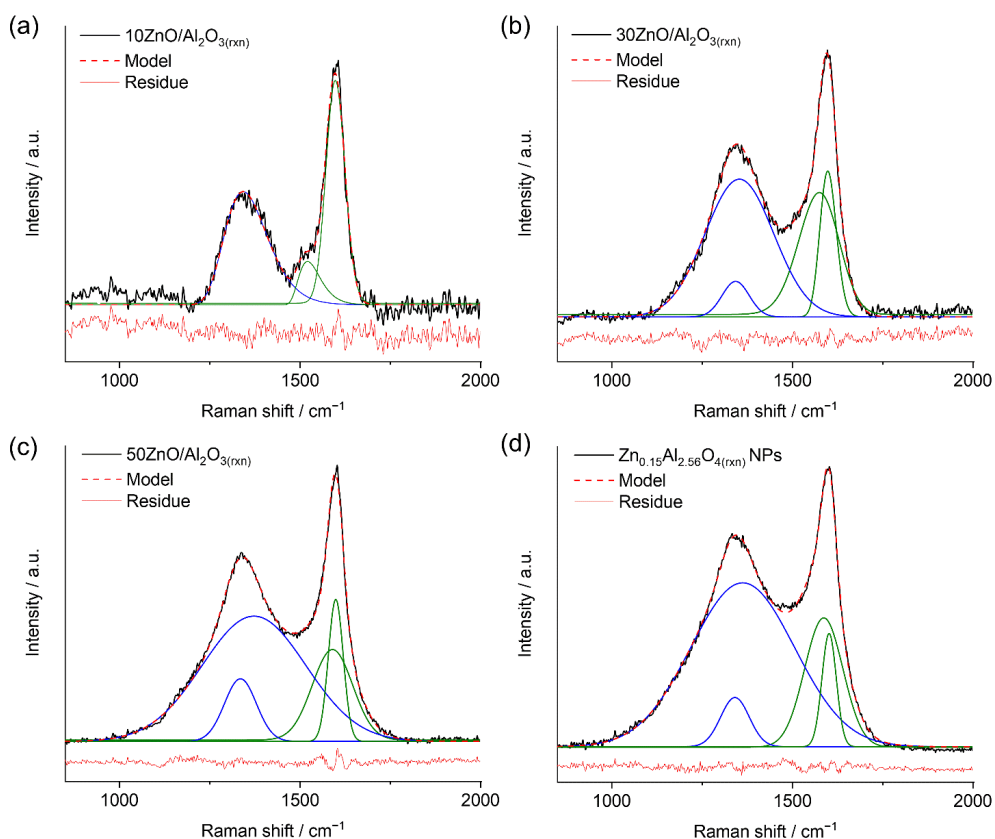 (a)
10ZnO/Al₂O₃(rxn)
Model
Residue
Intensity / a.u.
1000 1500 2000
Raman shift / cm⁻¹
(b)
30ZnO/Al₂O₃(rxn)
Model
Residue
Intensity / a.u.
1000 1500 2000
Raman shift / cm⁻¹
(c)
50ZnO/Al₂O₃(rxn)
Model
Residue
Intensity / a.u.
1000 1500 2000
Raman shift / cm⁻¹
(d)
Zn₀.₁₅Al₂.₅₆O₄(rxn) NPs
Model
Residue
Intensity / a.u.
1000 1500 2000
Raman shift / cm⁻¹